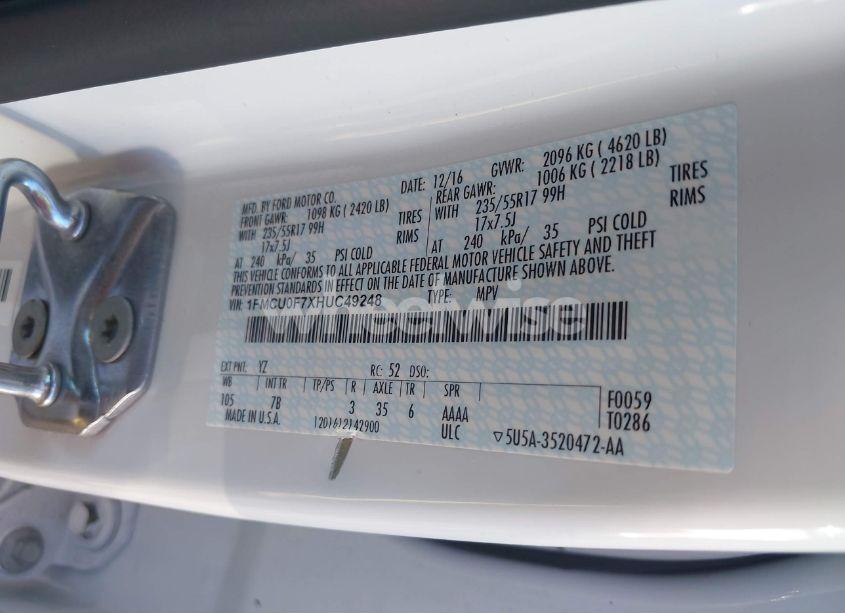 MFD. BY FORD MOTOR CO.
DATE: 12/16 GVWR: 2096 KG ( 4620 LB)
FRONT GAWR: 1098 KG ( 2420 LB) REAR GAWR: 1006 KG ( 2218 LB)
WITH 235/55R17 99H TIRES WITH 235/55R17 99H TIRES
17x7.5J RIMS 17x7.5J RIMS
AT 240 kPa/ 35 PSI COLD AT 240 kPa/ 35 PSI COLD
THIS VEHICLE CONFORMS TO ALL APPLICABLE FEDERAL MOTOR VEHICLE SAFETY AND THEFT
PREVENTION STANDARDS IN EFFECT ON THE DATE OF MANUFACTURE SHOWN ABOVE.
VIN: 1FMCU0F7XHUC49248 TYPE: MPV
wheelwise
EXT PNT: YZ RC: 52 DSO:
WB INT TR TP/PS R AXLE TR SPR
105 7B 3 35 6 AAAA F0059
MADE IN U.S.A. 1201612142900 ULC T0286
5U5A-3520472-AA